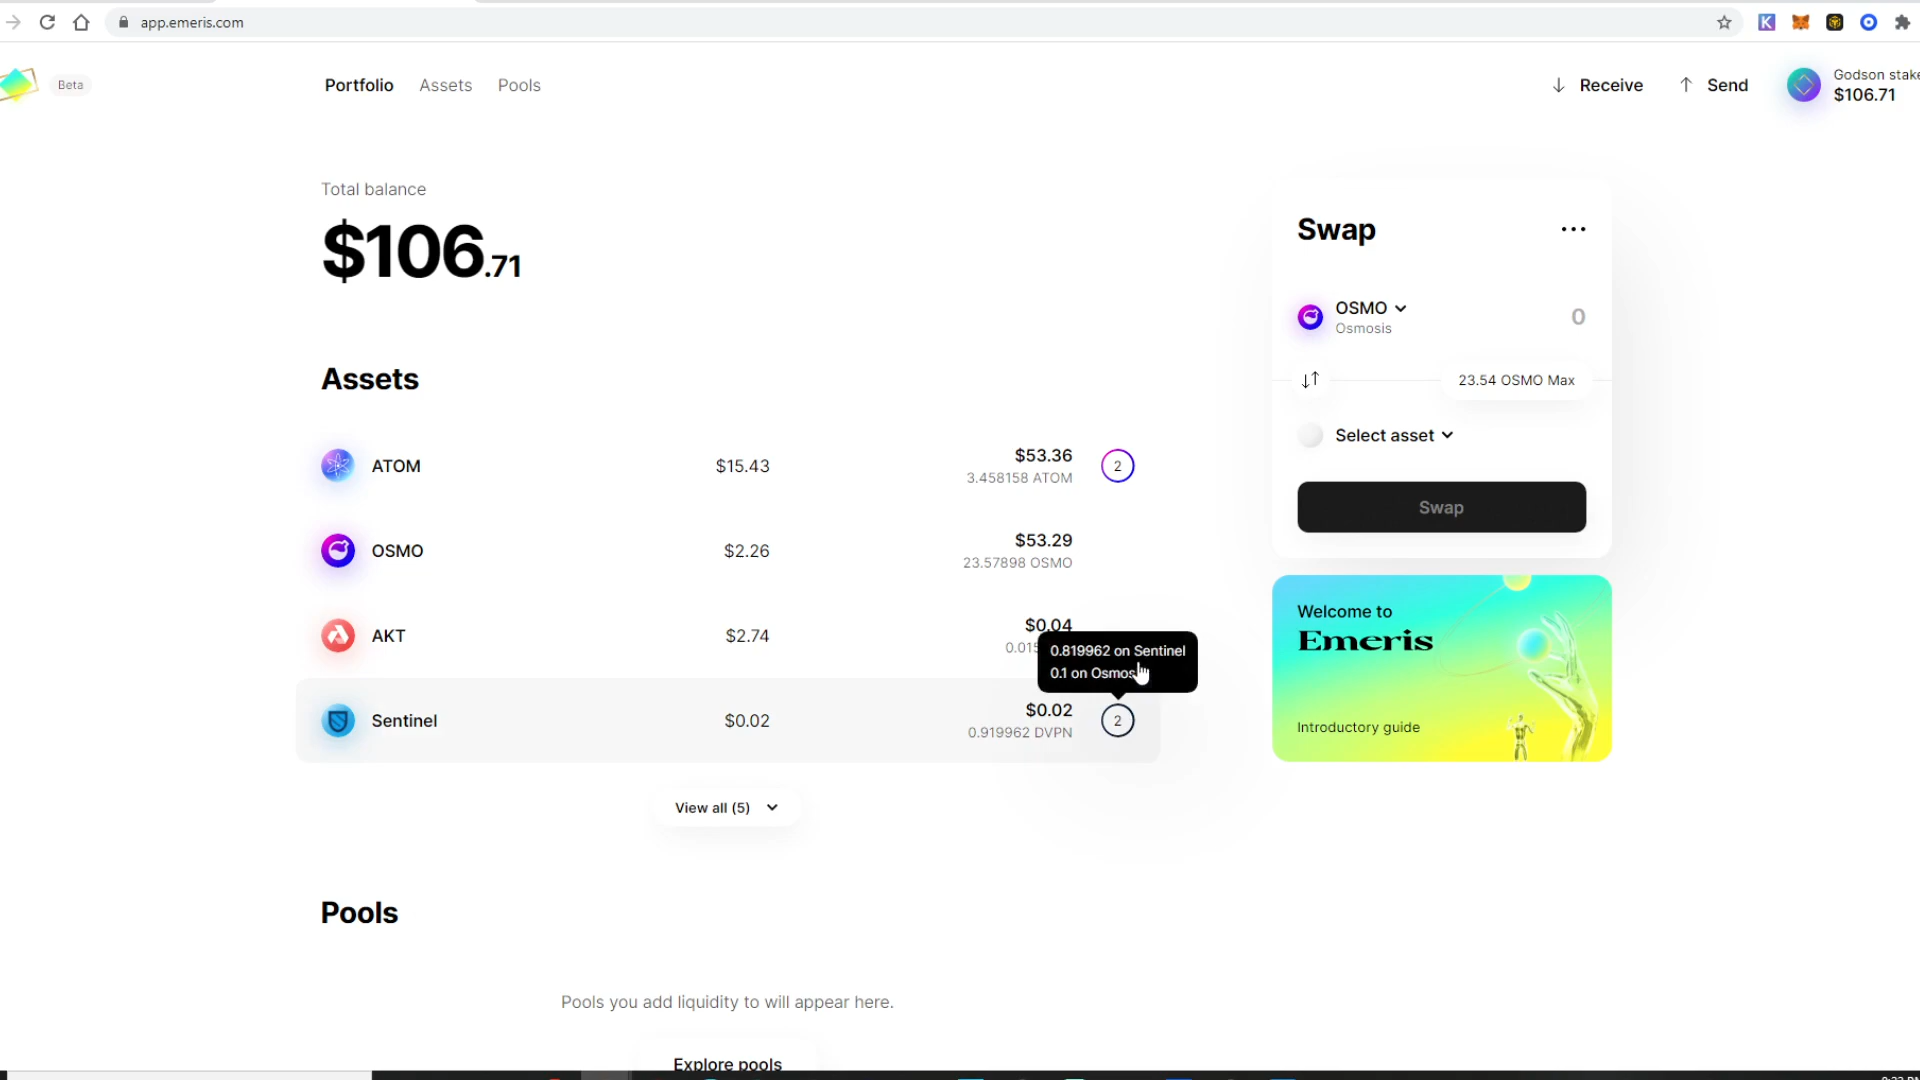 app.emeris.com
Beta
Portfolio
Assets
Pools
Receive
Send
Godson stake
$106.71
Total balance
$106.71
Assets
ATOM
$15.43
$53.36
3.458158 ATOM
2
OSMO
$2.26
$53.29
23.57898 OSMO
AKT
$2.74
$0.04
0.015
0.819962 on Sentinel
0.1 on Osmos
Sentinel
$0.02
$0.02
0.919962 DVPN
2
View all (5)
Pools
Pools you add liquidity to will appear here.
Explore pools
Swap
OSMO
Osmosis
0
23.54 OSMO Max
Select asset
Swap
Welcome to
Emeris
Introductory guide